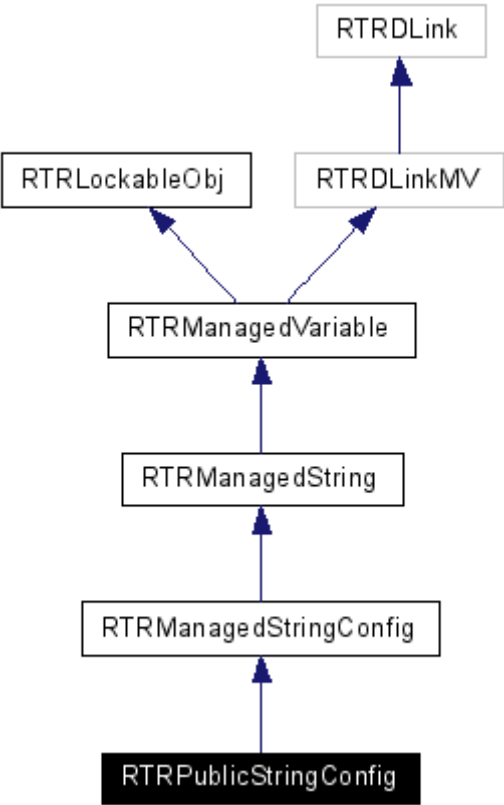 RTRDLink
RTRLockableObj
RTRDLinkMV
RTRManagedVariable
RTRManagedString
RTRManagedStringConfig
RTRPublicStringConfig